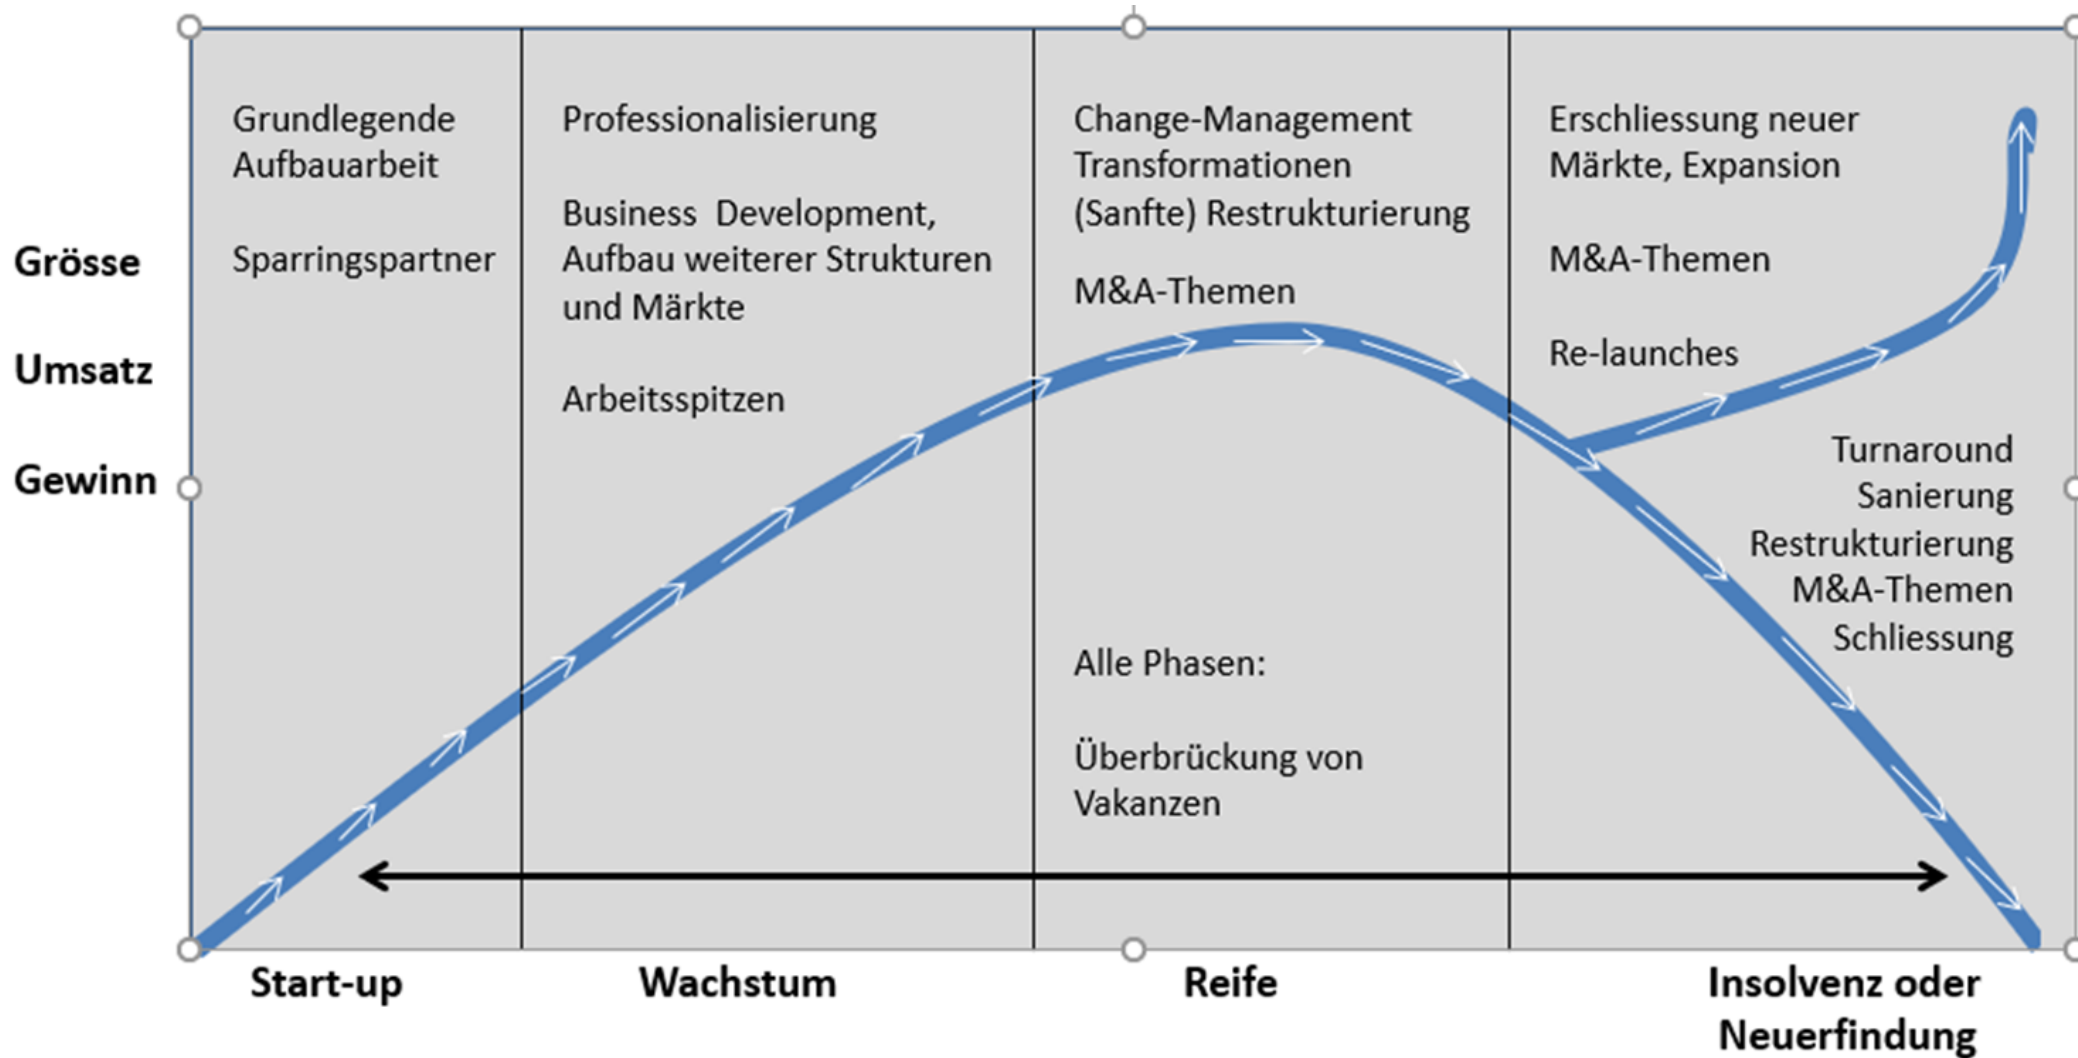 Grösse
Umsatz
Gewinn
Grundlegende
Aufbauarbeit
Sparringspartner
Professionalisierung
Business  Development,
Aufbau weiterer Strukturen
und Märkte
Arbeitsspitzen
Change-Management
Transformationen
(Sanfte) Restrukturierung
M&A-Themen
Alle Phasen:
Überbrückung von
Vakanzen
Erschliessung neuer
Märkte, Expansion
M&A-Themen
Re-launches
Turnaround
Sanierung
Restrukturierung
M&A-Themen
Schliessung
Start-up
Wachstum
Reife
Insolvenz oder
Neuerfindung